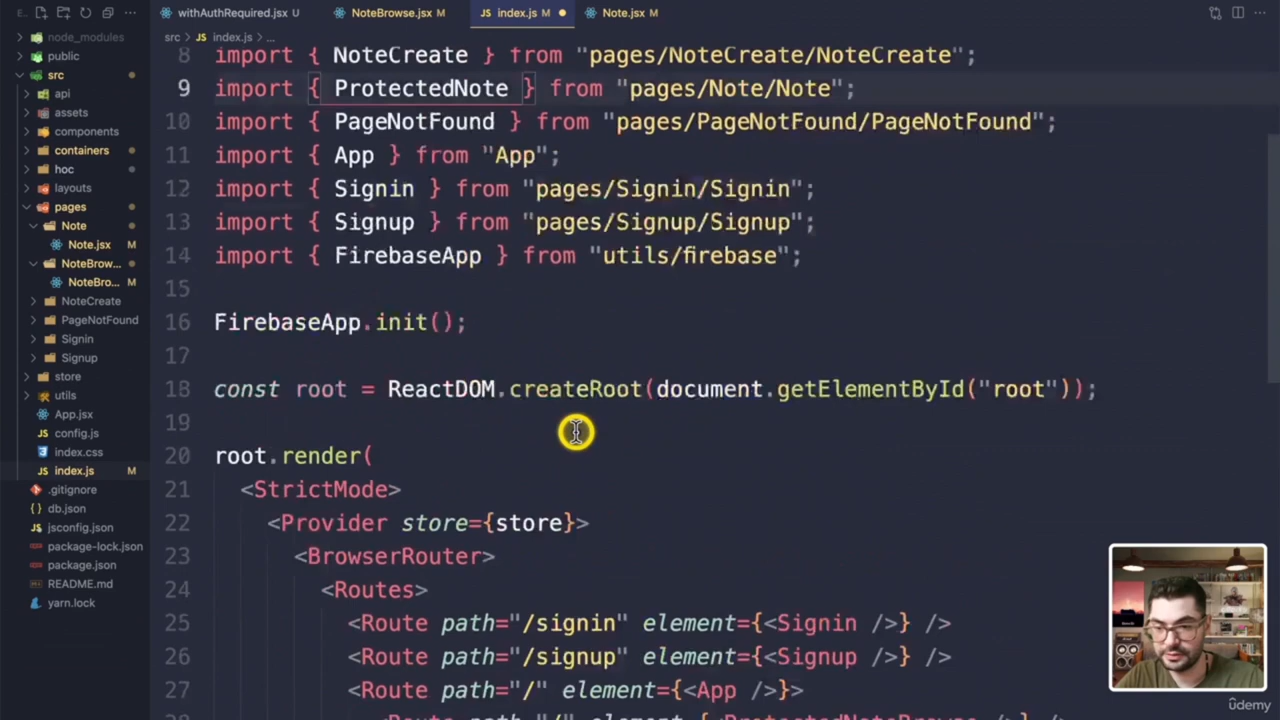 E... ...
withAuthRequired.jsx U
NoteBrowse.jsx M
index.js M
Note.jsx M
node_modules
public
src
api
assets
components
containers
hoc
layouts
pages
Note
Note.jsx M
NoteBrow...
NoteBro... M
NoteCreate
PageNotFound
Signin
Signup
store
utils
App.jsx
config.js
index.css
index.js M
.gitignore
db.json
jsconfig.json
package-lock.json
package.json
README.md
yarn.lock
src > index.js > ...
8 import { NoteCreate } from "pages/NoteCreate/NoteCreate";
9 import { ProtectedNote } from "pages/Note/Note";
10 import { PageNotFound } from "pages/PageNotFound/PageNotFound";
11 import { App } from "App";
12 import { Signin } from "pages/Signin/Signin";
13 import { Signup } from "pages/Signup/Signup";
14 import { FirebaseApp } from "utils/firebase";
15
16 FirebaseApp.init();
17
18 const root = ReactDOM.createRoot(document.getElementById("root"));
19
20 root.render(
21 <StrictMode>
22 <Provider store={store}>
23 <BrowserRouter>
24 <Routes>
25 <Route path="/signin" element={<Signin />} />
26 <Route path="/signup" element={<Signup />} />
27 <Route path="/" element={<App />}>
28 <Route path="/" element={<ProtectedNoteBrowse />} />
ûdemy